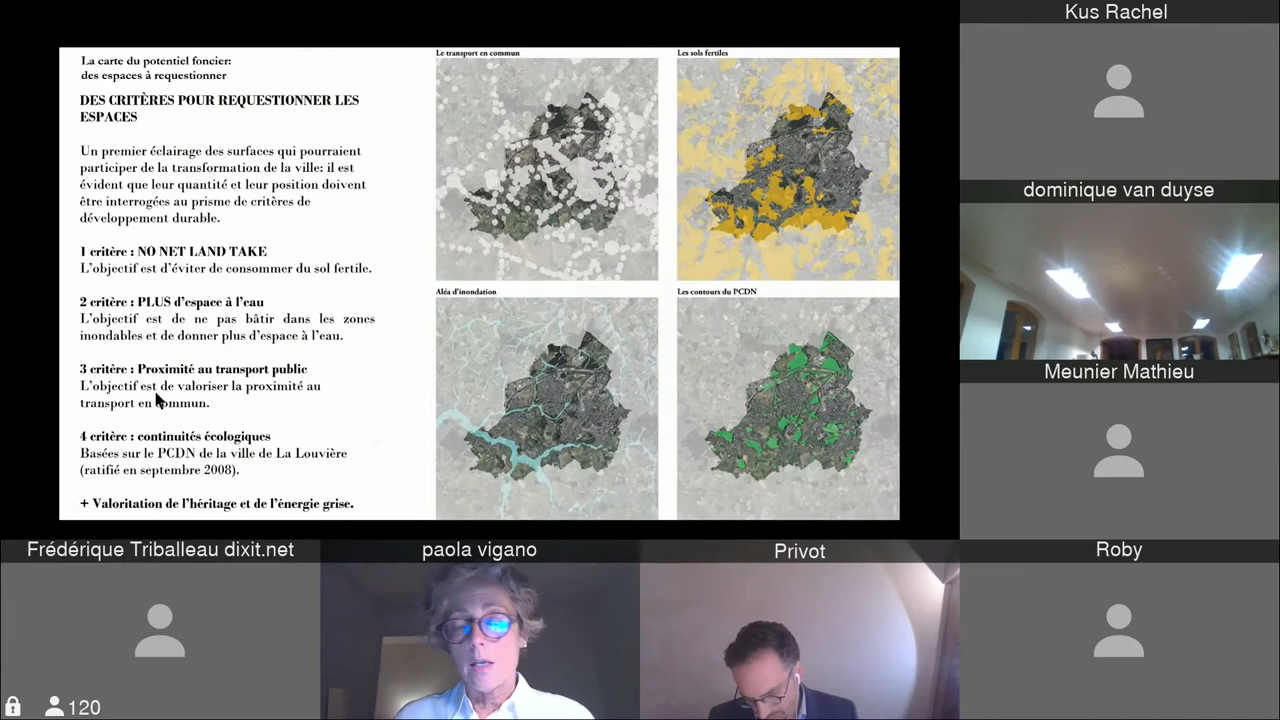 La carte du potentiel foncier:
des espaces à requestionner
DES CRITÈRES POUR REQUESTIONNER LES
ESPACES
Un premier éclairage des surfaces qui pourraient
participer de la transformation de la ville: il est
évident que leur quantité et leur position doivent
être interrogées au prisme de critères de
développement durable.
1 critère : NO NET LAND TAKE
L'objectif est d'éviter de consommer du sol fertile.
2 critère : PLUS d'espace à l'eau
L'objectif est de ne pas bâtir dans les zones
inondables et de donner plus d'espace à l'eau.
3 critère : Proximité au transport public
L'objectif est de valoriser la proximité au
transport en commun.
4 critère : continuités écologiques
Basées sur le PCDN de la ville de La Louvière
(ratifié en septembre 2008).
+ Valoritation de l'héritage et de l'énergie grise.
Le transport en commun
Les sols fertiles
Aléa d'inondation
Les contours du PCDN
Kus Rachel
dominique van duyse
Meunier Mathieu
Frédérique Triballeau dixit.net
paola vigano
Privot
Roby
120